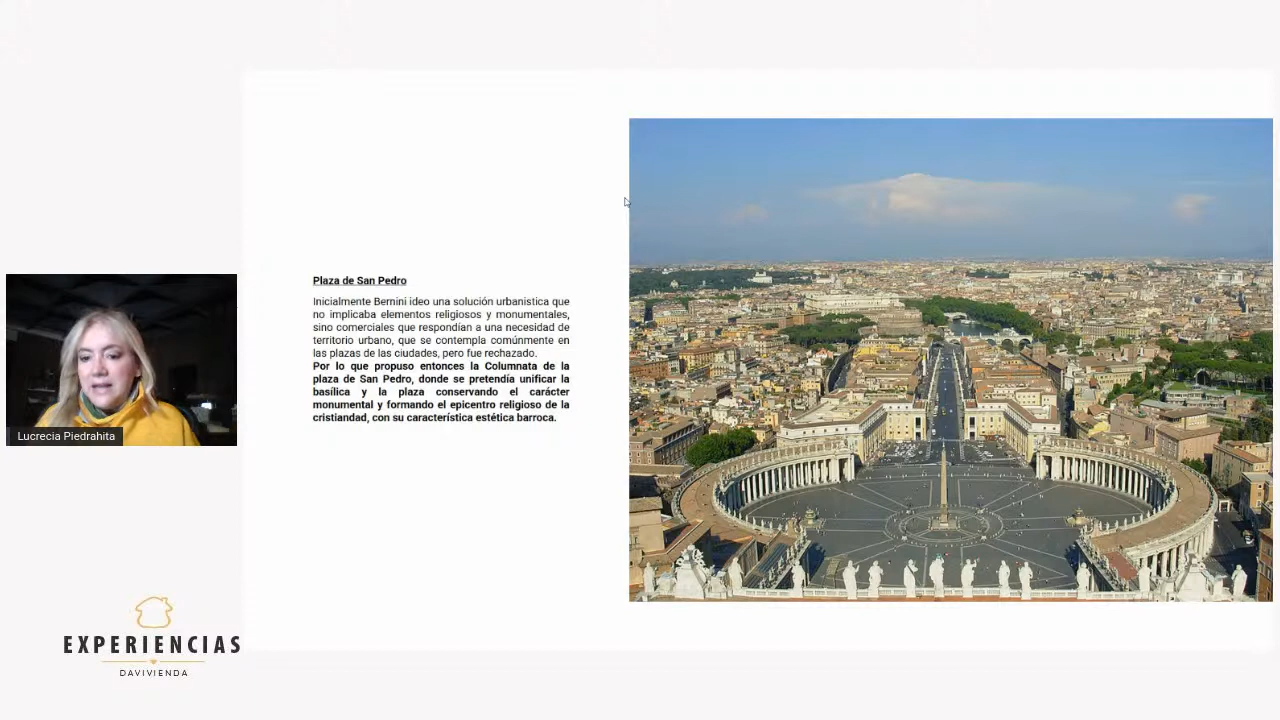 Plaza de San Pedro
Inicialmente Bernini ideo una solución urbanistica que
no implicaba elementos religiosos y monumentales,
sino comerciales que respondían a una necesidad de
territorio urbano, que se contempla comúnmente en
las plazas de las ciudades, pero fue rechazado.
Por lo que propuso entonces la Columnata de la
plaza de San Pedro, donde se pretendía unificar la
basílica y la plaza conservando el carácter
monumental y formando el epicentro religioso de la
cristiandad, con su característica estética barroca.
Lucrecia Piedrahita
EXPERIENCIAS
DAVIVIENDA